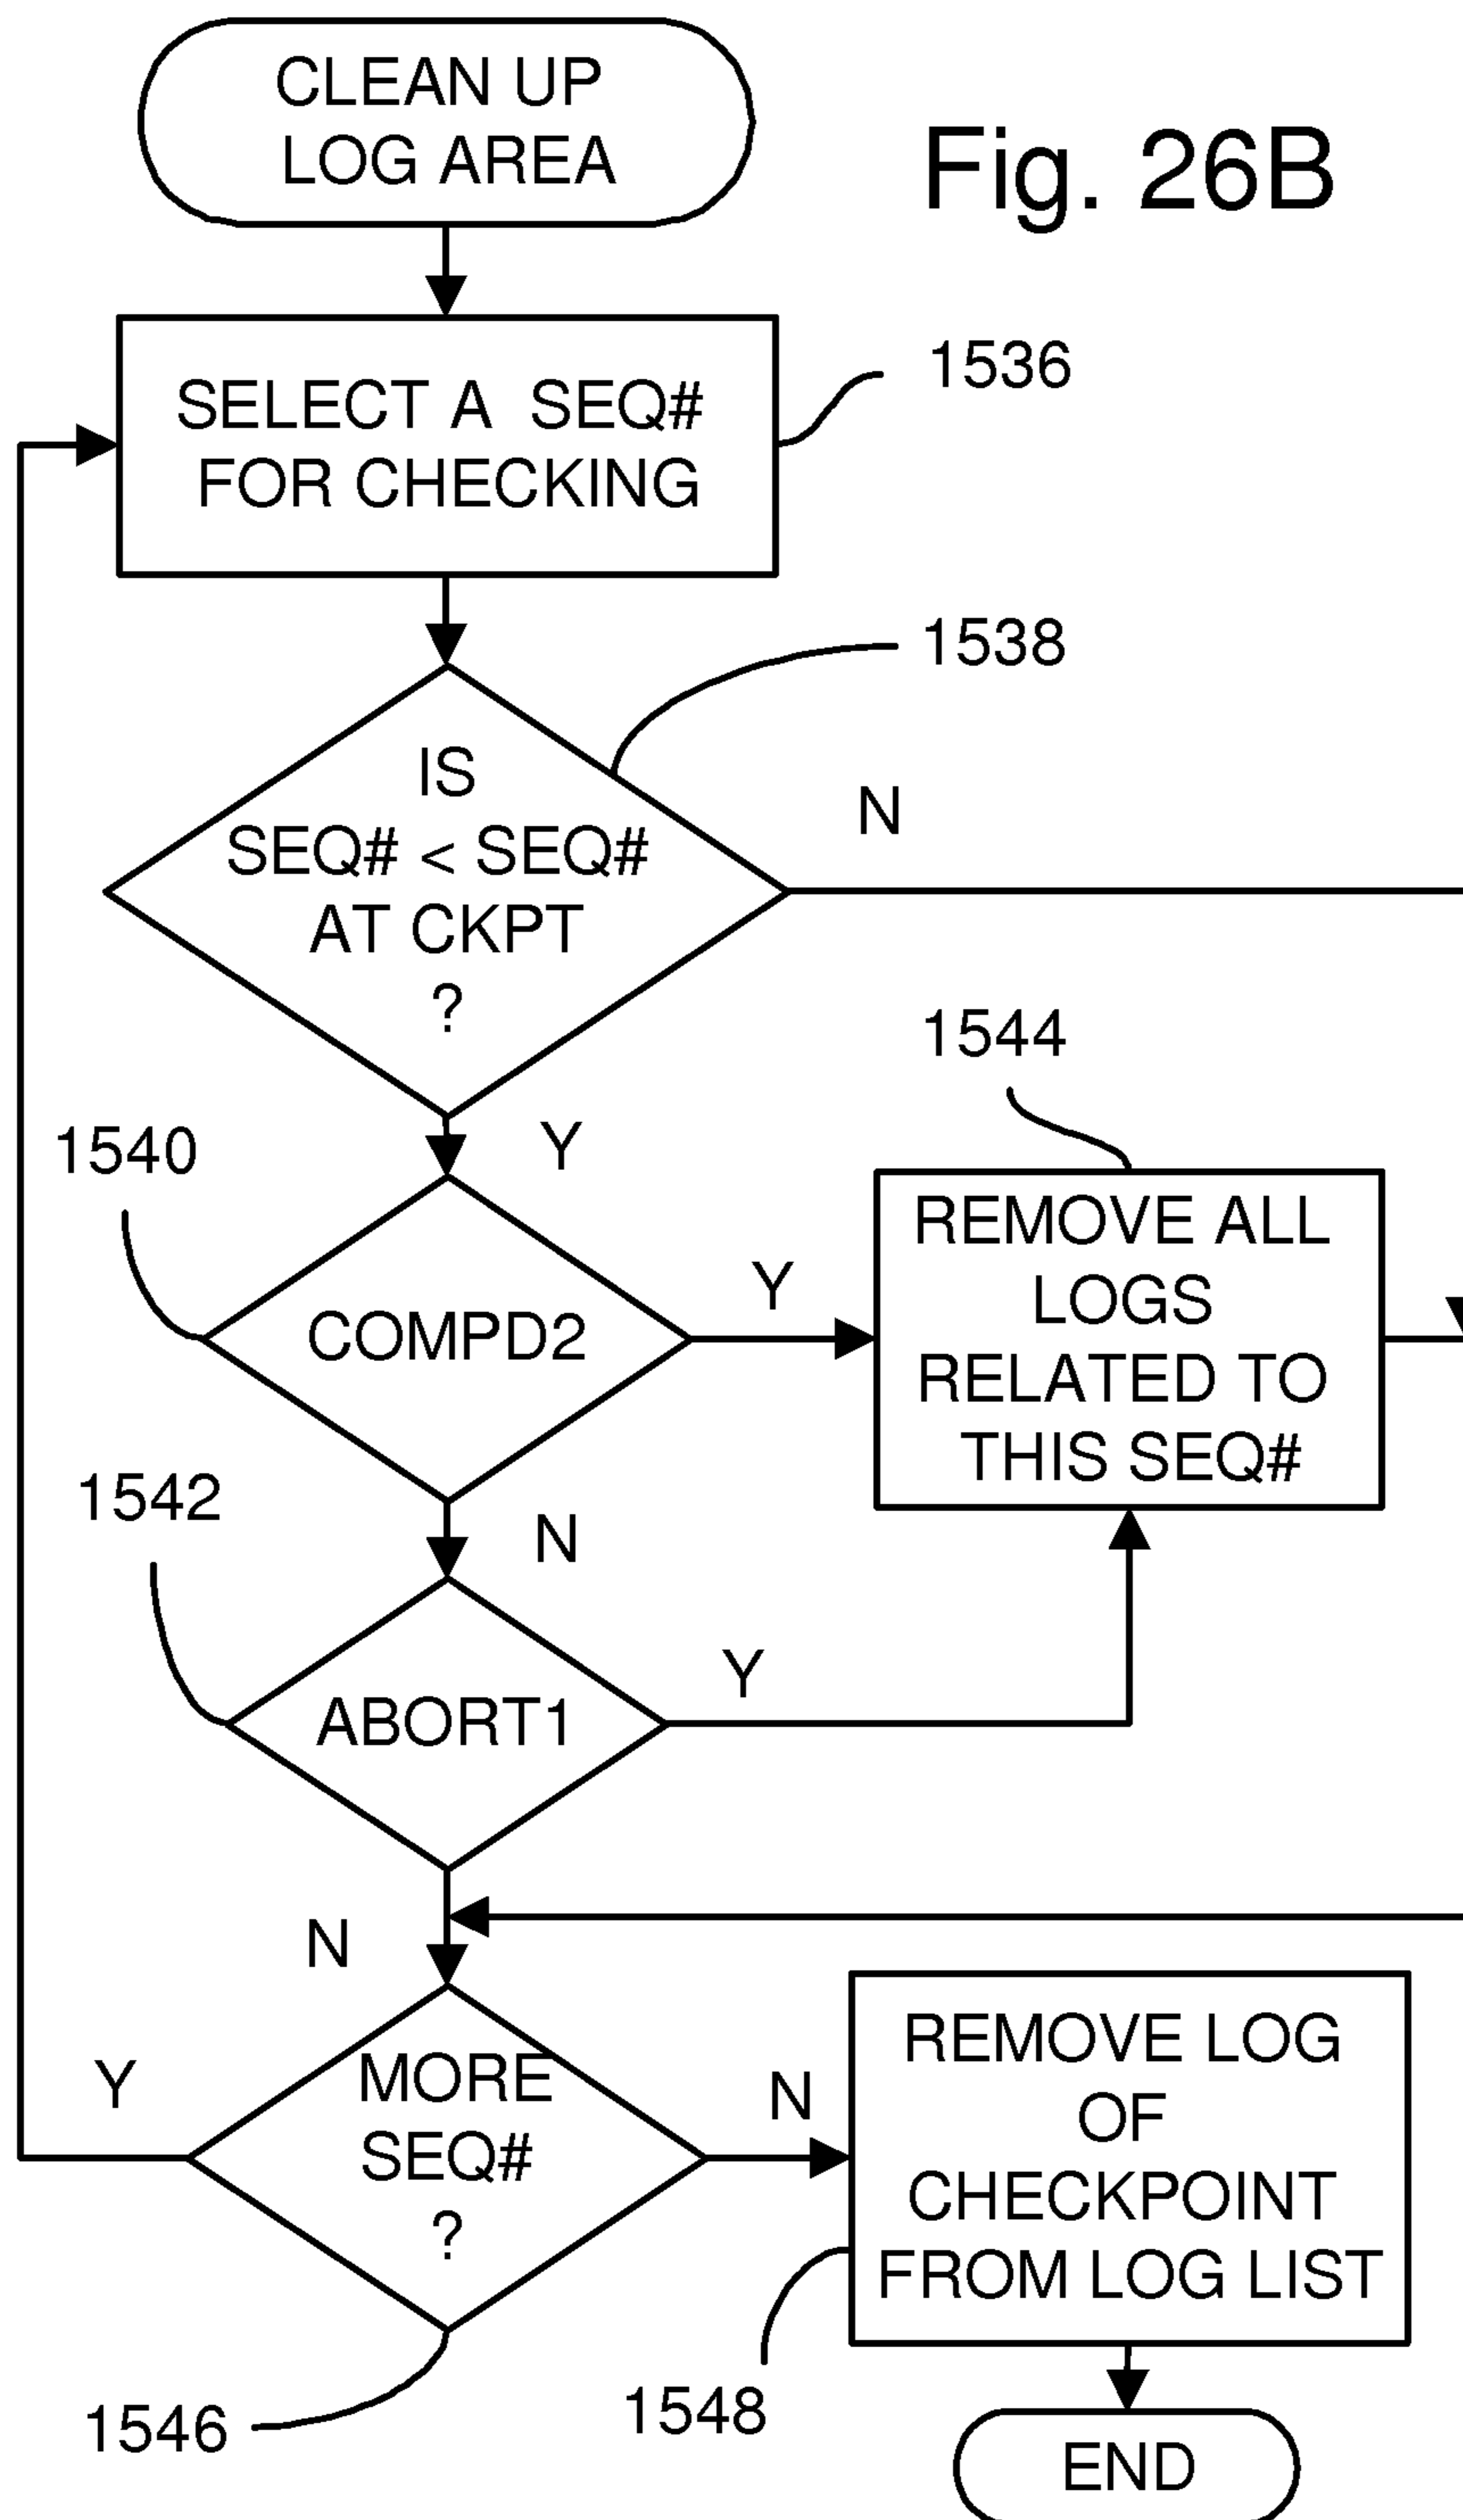 CLEAN UP
LOG AREA
Fig. 26B
1536
SELECT A SEQ#
FOR CHECKING
1538
IS
SEQ# < SEQ#
AT CKPT
?
N
Y
1544
1540
REMOVE ALL
LOGS
RELATED TO
THIS SEQ#
Y
COMPD2
1542
N
Y
ABORT1
N
MORE
SEQ#
?
Y
N
REMOVE LOG
OF
CHECKPOINT
FROM LOG LIST
1546
1548
END